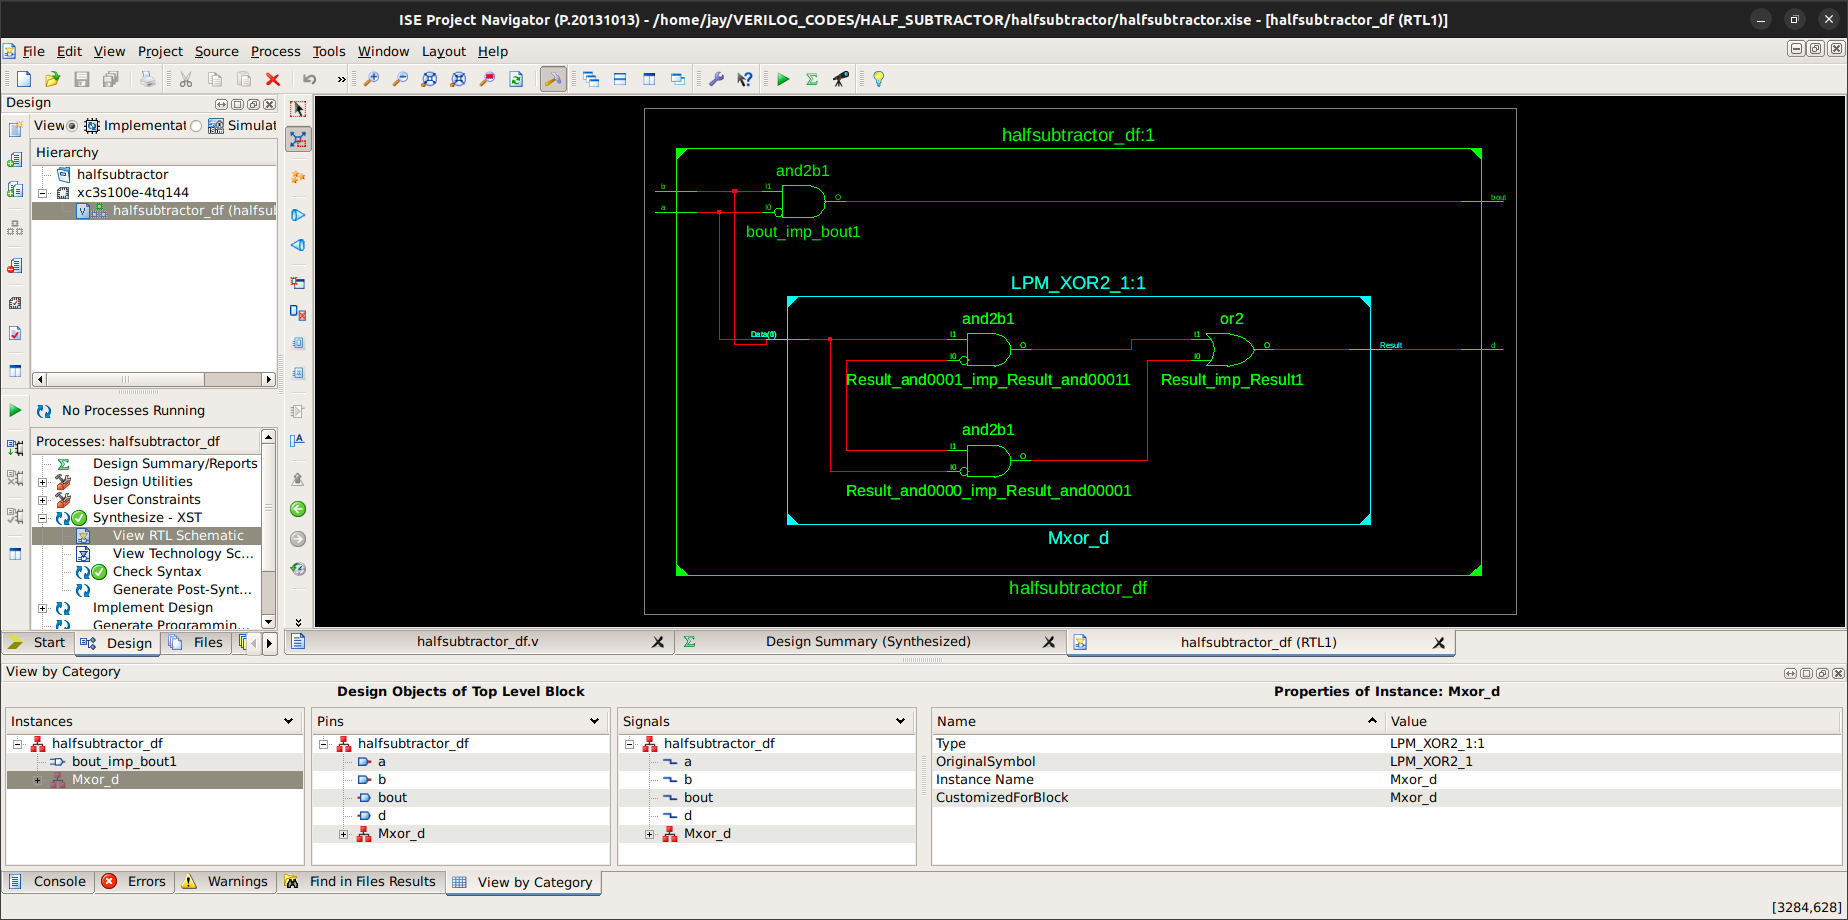 ISE Project Navigator (P.20131013) - /home/jay/VERILOG_CODES/HALF_SUBTRACTOR/halfsubtractor/halfsubtractor.xise - [halfsubtractor_df (RTL1)]
File Edit View Project Source Process Tools Window Layout Help
»
Design
View Implementat Simulat
Hierarchy
halfsubtractor
xc3s100e-4tq144
halfsubtractor_df (halfsul
No Processes Running
Processes: halfsubtractor_df
Design Summary/Reports
Design Utilities
User Constraints
Synthesize - XST
View RTL Schematic
View Technology Sc...
Check Syntax
Generate Post-Synt...
Implement Design
Generate Programmin...
Start Design Files
halfsubtractor_df:1
and2b1
b I1 O
a I0
bout
bout_imp_bout1
LPM_XOR2_1:1
and2b1 or2
Data(0) I1 O I1 O Result d
I0 I0
Result_and0001_imp_Result_and00011 Result_imp_Result1
and2b1
I1 O
I0
Result_and0000_imp_Result_and00001
Mxor_d
halfsubtractor_df
halfsubtractor_df.v Design Summary (Synthesized) halfsubtractor_df (RTL1)
View by Category
Design Objects of Top Level Block
Properties of Instance: Mxor_d
Instances
halfsubtractor_df
bout_imp_bout1
Mxor_d
Pins
halfsubtractor_df
a
b
bout
d
Mxor_d
Signals
halfsubtractor_df
a
b
bout
d
Mxor_d
Name Value
Type LPM_XOR2_1:1
OriginalSymbol LPM_XOR2_1
Instance Name Mxor_d
CustomizedForBlock Mxor_d
Console Errors Warnings Find in Files Results View by Category
[3284,628]